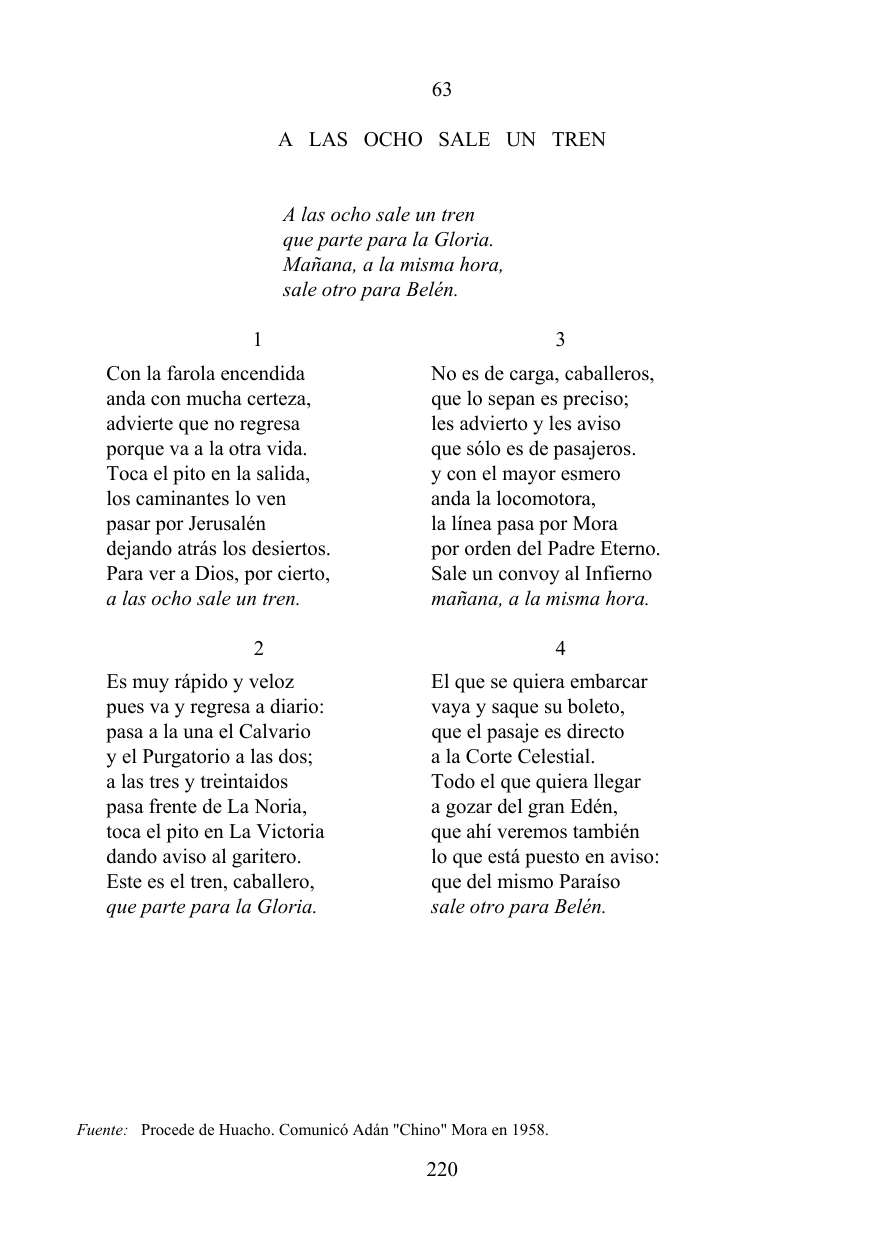 63
A LAS OCHO SALE UN TREN
A las ocho sale un tren
que parte para la Gloria.
Mañana, a la misma hora,
sale otro para Belén.
1
Con la farola encendida
anda con mucha certeza,
advierte que no regresa
porque va a la otra vida.
Toca el pito en la salida,
los caminantes lo ven
pasar por Jerusalén
dejando atrás los desiertos.
Para ver a Dios, por cierto,
a las ocho sale un tren.
2
Es muy rápido y veloz
pues va y regresa a diario:
pasa a la una el Calvario
y el Purgatorio a las dos;
a las tres y treintaidos
pasa frente de La Noria,
toca el pito en La Victoria
dando aviso al garitero.
Este es el tren, caballero,
que parte para la Gloria.
3
No es de carga, caballeros,
que lo sepan es preciso;
les advierto y les aviso
que sólo es de pasajeros.
y con el mayor esmero
anda la locomotora,
la línea pasa por Mora
por orden del Padre Eterno.
Sale un convoy al Infierno
mañana, a la misma hora.
4
El que se quiera embarcar
vaya y saque su boleto,
que el pasaje es directo
a la Corte Celestial.
Todo el que quiera llegar
a gozar del gran Edén,
que ahí veremos también
lo que está puesto en aviso:
que del mismo Paraíso
sale otro para Belén.
Fuente: Procede de Huacho. Comunicó Adán "Chino" Mora en 1958.
220